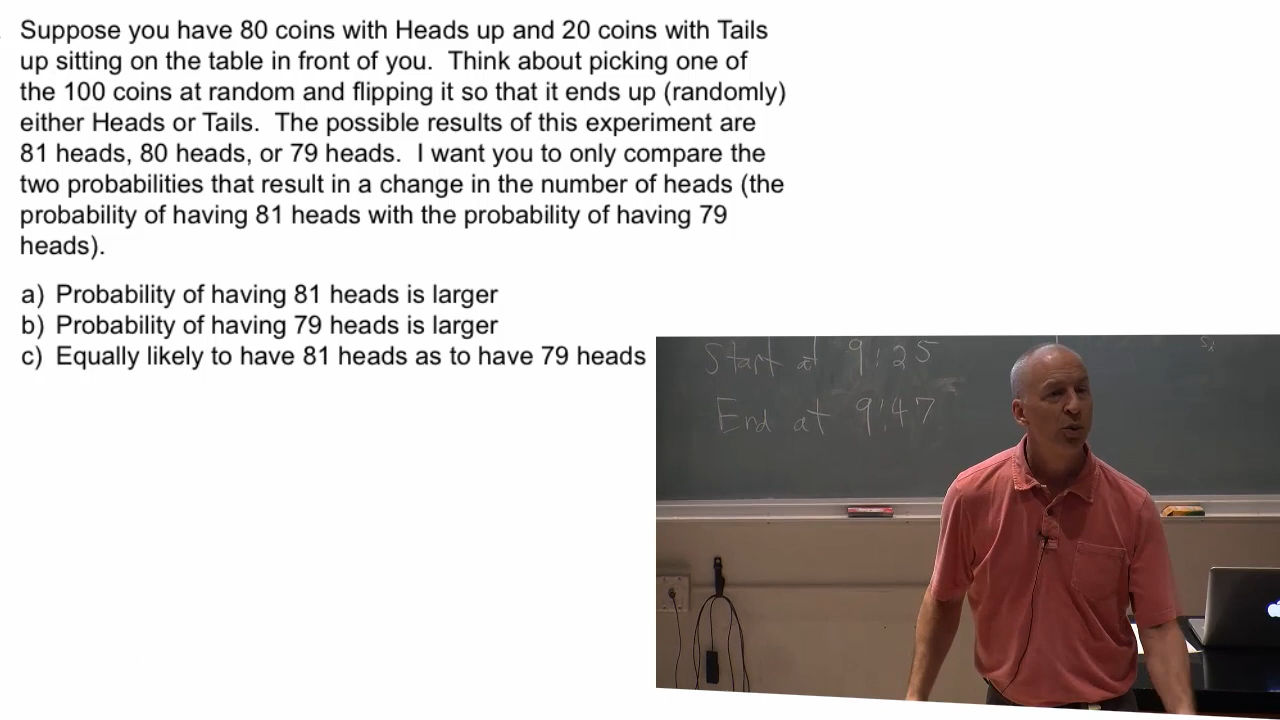 Suppose you have 80 coins with Heads up and 20 coins with Tails
up sitting on the table in front of you.  Think about picking one of
the 100 coins at random and flipping it so that it ends up (randomly)
either Heads or Tails.  The possible results of this experiment are
81 heads, 80 heads, or 79 heads.  I want you to only compare the
two probabilities that result in a change in the number of heads (the
probability of having 81 heads with the probability of having 79
heads).
a) Probability of having 81 heads is larger
b) Probability of having 79 heads is larger
c) Equally likely to have 81 heads as to have 79 heads
Start at 9:25
End at 9:47